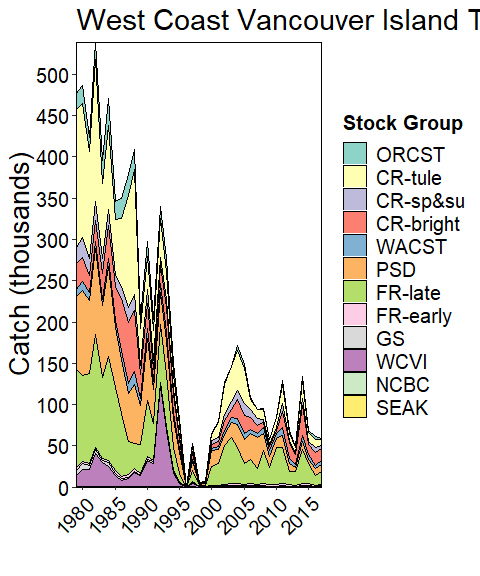 West Coast Vancouver Island T
Catch (thousands)
500
450
400
350
300
250
200
150
100
50
0
1980
1985
1990
1995
2000
2005
2010
2015
Stock Group
ORCST
CR-tule
CR-sp&su
CR-bright
WACST
PSD
FR-late
FR-early
GS
WCVI
NCBC
SEAK